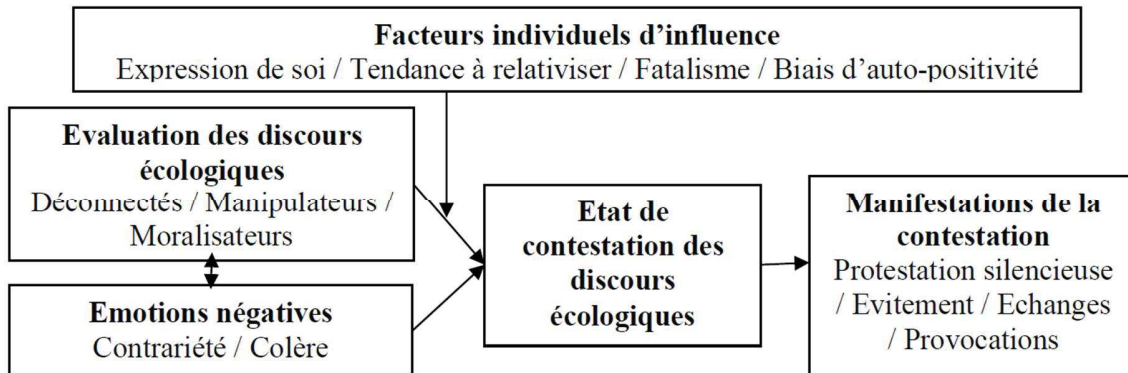 Facteurs individuels d’influence
Expression de soi / Tendance à relativiser / Fatalisme / Biais d’auto-positivité
Evaluation des discours
écologiques
Déconnectés / Manipulateurs /
Moralisateurs
Emotions négatives
Contrariété / Colère
Etat de
contestation des
discours
écologiques
Manifestations de la
contestation
Protestation silencieuse
/ Evitement / Echanges
/ Provocations